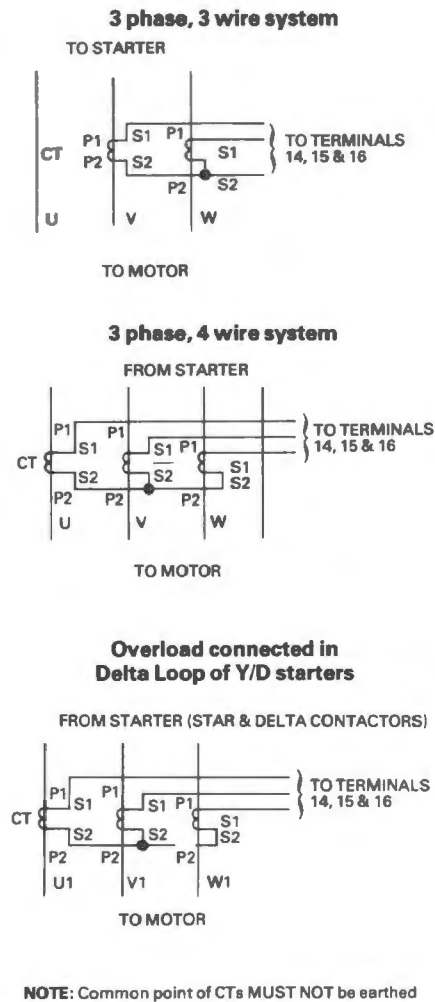 3 phase, 3 wire system
TO STARTER
P1 S1 P1
TO TERMINALS
CT S1
14, 15 & 16
P2 S2
P2 S2
U V W
TO MOTOR
3 phase, 4 wire system
FROM STARTER
P1 P1
TO TERMINALS
S1 S1 P1
14, 15 & 16
CT S1
S2 S2 S2
P2 P2 P2
U V W
TO MOTOR
Overload connected in
Delta Loop of Y/D starters
FROM STARTER (STAR & DELTA CONTACTORS)
P1 P1
TO TERMINALS
S1 S1 P1
14, 15 & 16
CT S1
S2 S2 S2
P2 P2 P2
U1 V1 W1
TO MOTOR
NOTE: Common point of CTs MUST NOT be earthed